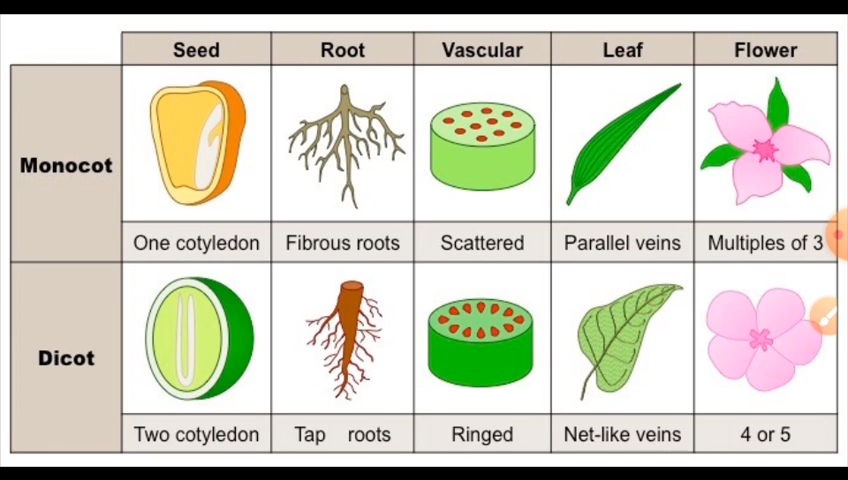 Seed Root Vascular Leaf Flower
Monocot
One cotyledon Fibrous roots Scattered Parallel veins Multiples of 3
Dicot
Two cotyledon Tap roots Ringed Net-like veins 4 or 5